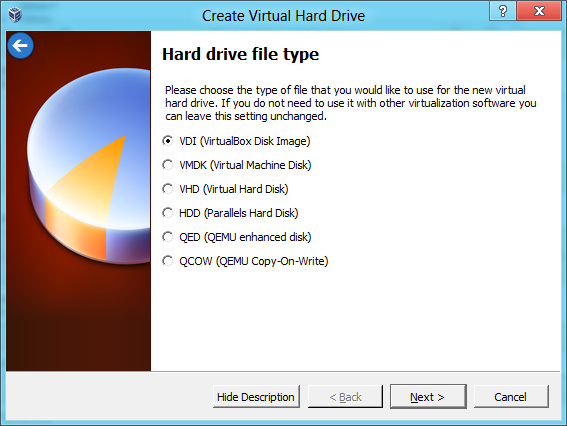 Create Virtual Hard Drive
?
X
Hard drive file type
Please choose the type of file that you would like to use for the new virtual
hard drive. If you do not need to use it with other virtualization software you
can leave this setting unchanged.
VDI (VirtualBox Disk Image)
VMDK (Virtual Machine Disk)
VHD (Virtual Hard Disk)
HDD (Parallels Hard Disk)
QED (QEMU enhanced disk)
QCOW (QEMU Copy-On-Write)
Hide Description
< Back
Next >
Cancel